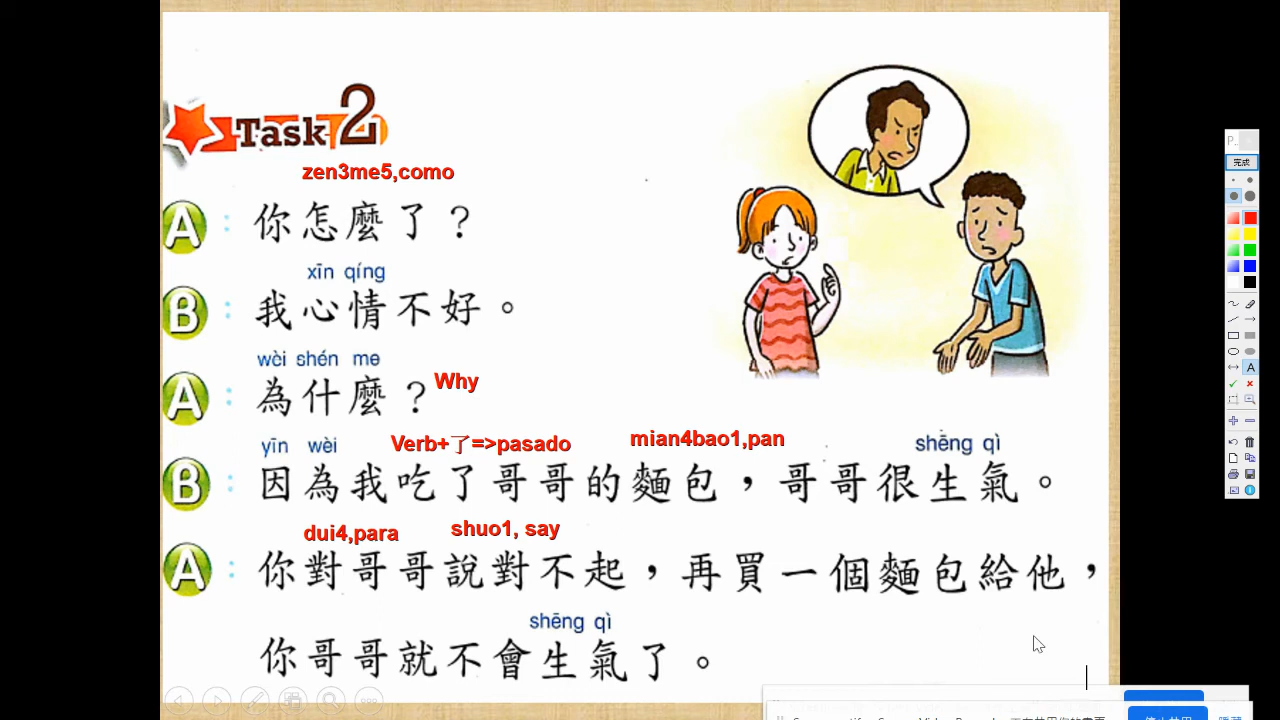 Task 2
zen3me5,como
A：你怎麼了？
xīn qíng
B：我心情不好。
wèi shén me
A：為什麼？
Why
yīn wèi
Verb+了=>pasado
mian4bao1,pan
shēng qì
B：因為我吃了哥哥的麵包，哥哥很生氣。
dui4,para
shuo1, say
A：你對哥哥說對不起，再買一個麵包給他，
shēng qì
你哥哥就不會生氣了。
完成